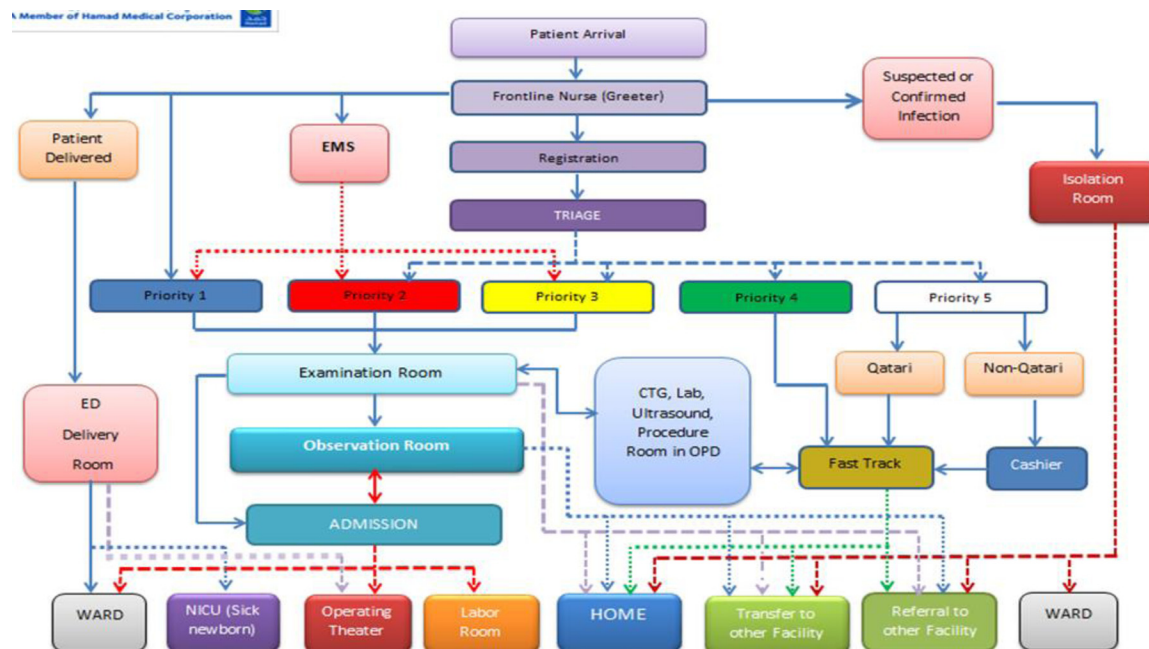 A Member of Hamad Medical Corporation
Patient Arrival
Frontline Nurse (Greeter)
Suspected or
Confirmed
Infection
Patient
Delivered
EMS
Registration
Isolation
Room
TRIAGE
Priority 1
Priority 2
Priority 3
Priority 4
Priority 5
Examination Room
Qatari
Non-Qatari
CTG, Lab,
Ultrasound,
Procedure
Room in OPD
ED
Delivery
Room
Observation Room
Fast Track
Cashier
ADMISSION
WARD
NICU (Sick
newborn)
Operating
Theater
Labor
Room
HOME
Transfer to
other Facility
Referral to
other Facility
WARD